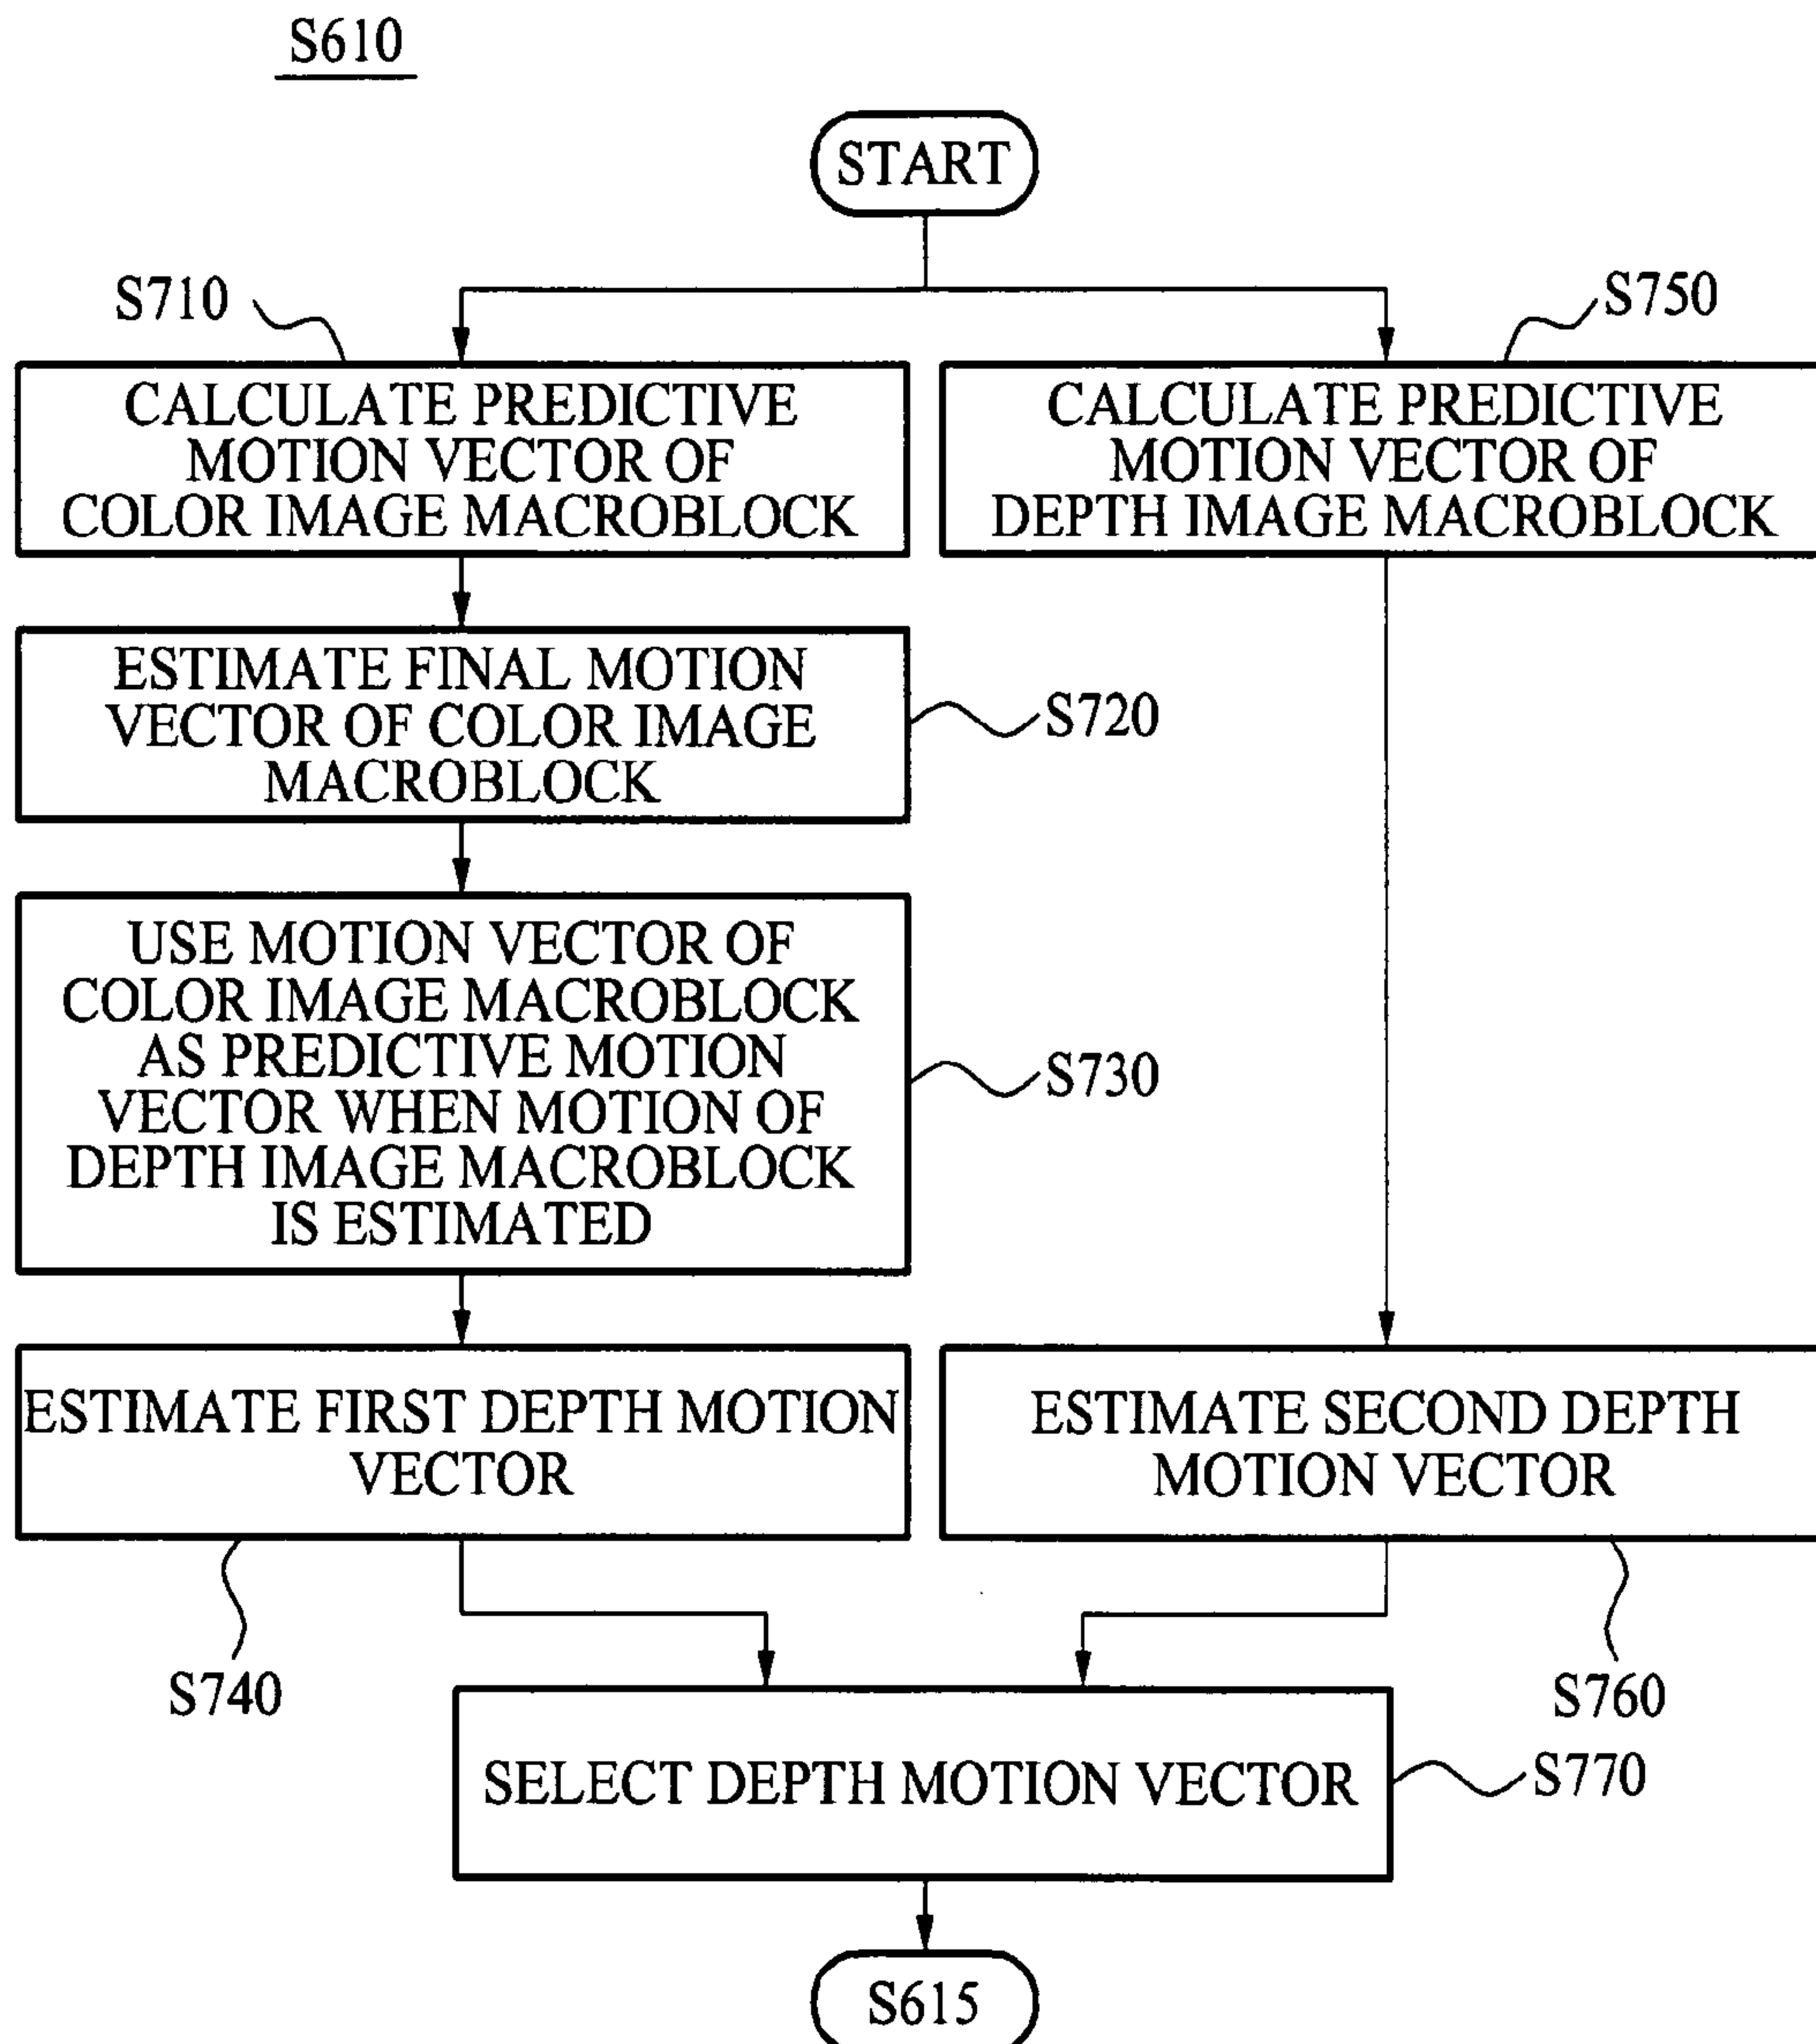 S610
START
S710
S750
CALCULATE PREDICTIVE
MOTION VECTOR OF
COLOR IMAGE MACROBLOCK
CALCULATE PREDICTIVE
MOTION VECTOR OF
DEPTH IMAGE MACROBLOCK
ESTIMATE FINAL MOTION
VECTOR OF COLOR IMAGE
MACROBLOCK
S720
USE MOTION VECTOR OF
COLOR IMAGE MACROBLOCK
AS PREDICTIVE MOTION
VECTOR WHEN MOTION OF
DEPTH IMAGE MACROBLOCK
IS ESTIMATED
S730
ESTIMATE FIRST DEPTH MOTION
VECTOR
ESTIMATE SECOND DEPTH
MOTION VECTOR
S740
S760
SELECT DEPTH MOTION VECTOR
S770
S615